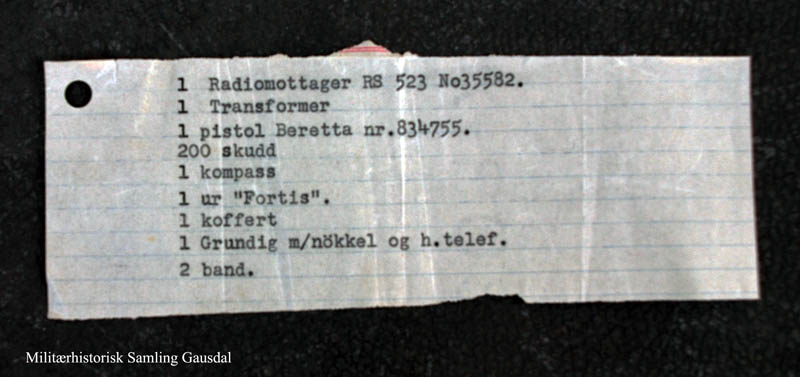 1 Radiomottager RS 523 No35582.
1 Transformer
1 pistol Beretta nr.834755.
200 skudd
1 kompass
1 ur "Fortis".
1 koffert
1 Grundig m/nökkel og h.telef.
2 band.
Militærhistorisk Samling Gausdal